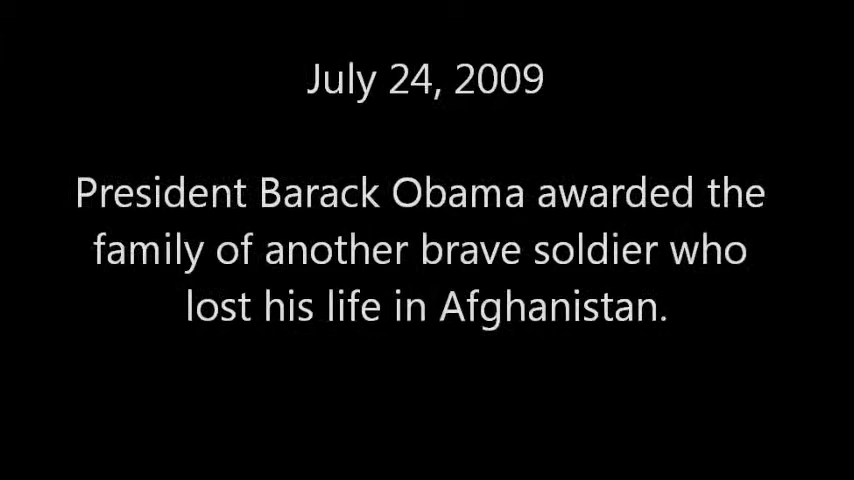 July 24, 2009
President Barack Obama awarded the
family of another brave soldier who
lost his life in Afghanistan.